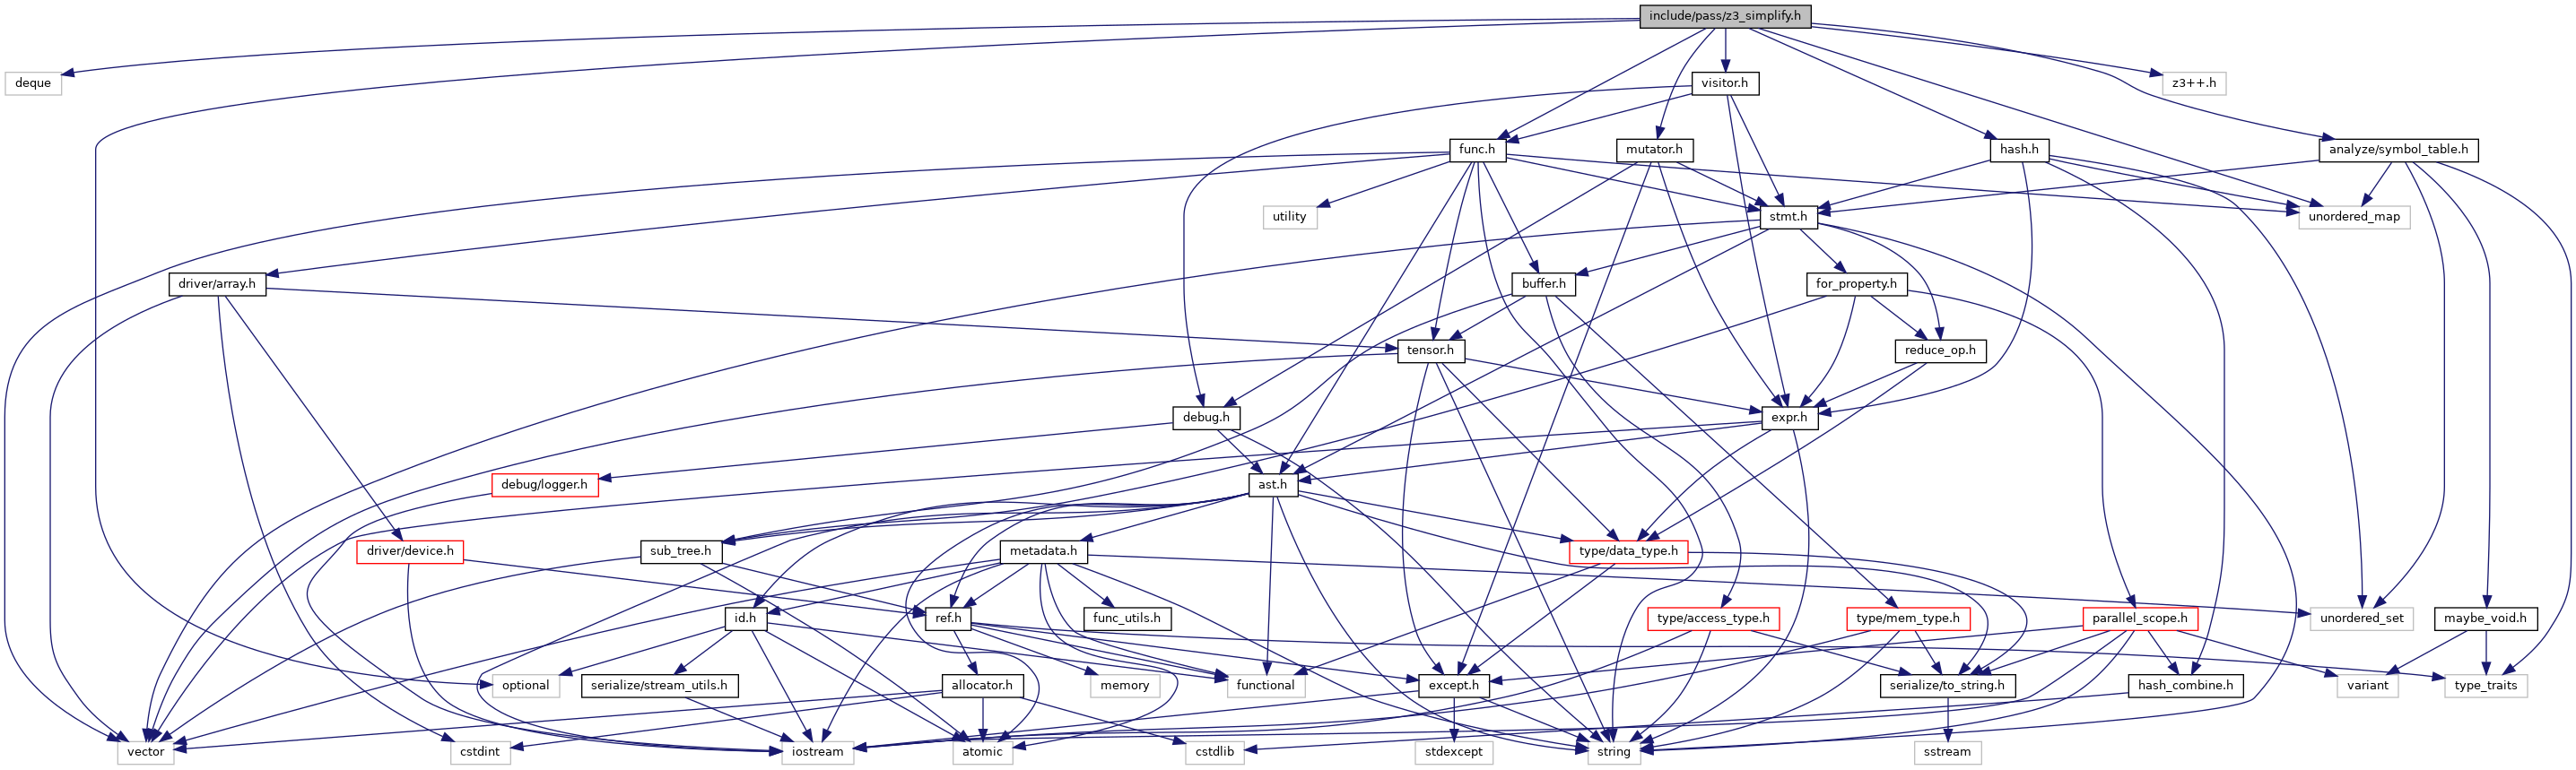 include/pass/z3_simplify.h
deque
visitor.h
z3++.h
func.h
mutator.h
hash.h
analyze/symbol_table.h
utility
stmt.h
unordered_map
driver/array.h
buffer.h
for_property.h
tensor.h
reduce_op.h
debug.h
expr.h
debug/logger.h
ast.h
driver/device.h
sub_tree.h
metadata.h
type/data_type.h
id.h
ref.h
func_utils.h
type/access_type.h
type/mem_type.h
parallel_scope.h
unordered_set
maybe_void.h
optional
serialize/stream_utils.h
allocator.h
memory
functional
except.h
serialize/to_string.h
hash_combine.h
variant
type_traits
vector
cstdint
iostream
atomic
cstdlib
stdexcept
string
sstream